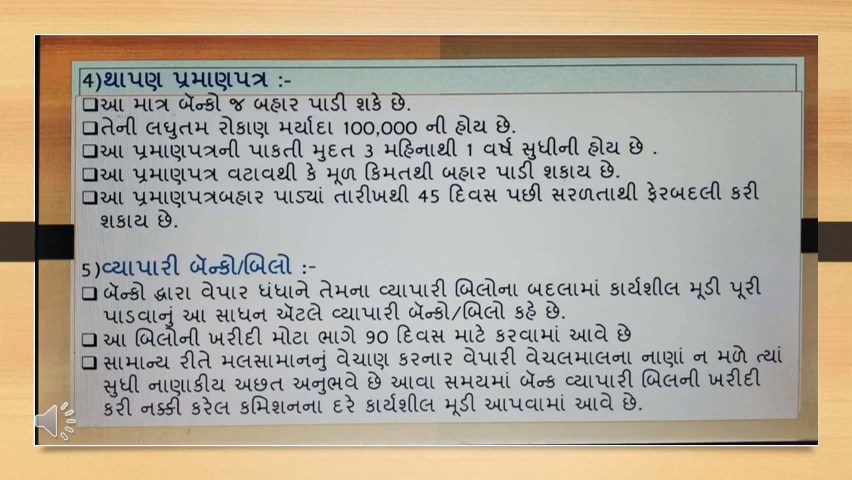 4)થાપણ પ્રમાણપત્ર :-
❑આ માત્ર બૅન્કો જ બહાર પાડી શકે છે.
❑તેની લઘુતમ રોકાણ મર્યાદા 100,000 ની હોય છે.
❑આ પ્રમાણપત્રની પાકતી મુદત 3 મહિનાથી 1 વર્ષ સુધીની હોય છે .
❑આ પ્રમાણપત્ર વટાવથી કે મૂળ કિમતથી બહાર પાડી શકાય છે.
❑આ પ્રમાણપત્રબહાર પાડ્યાં તારીખથી 45 દિવસ પછી સરળતાથી ફેરબદલી કરી
શકાય છે.
5)વ્યાપારી બૅન્કો/બિલો :-
❑ બૅન્કો દ્વારા વેપાર ધંધાને તેમના વ્યાપારી બિલોના બદલામાં કાર્યશીલ મૂડી પૂરી
પાડવાનું આ સાધન ઍટલે વ્યાપારી બૅન્કો/બિલો કહે છે.
❑ આ બિલોની ખરીદી મોટા ભાગે 90 દિવસ માટે કરવામાં આવે છે
❑ સામાન્ય રીતે મલસામાનનું વેચાણ કરનાર વેપારી વેચલમાલના નાણાં ન મળે ત્યાં
સુધી નાણાકીય અછત અનુભવે છે આવા સમયમાં બૅન્ક વ્યાપારી બિલની ખરીદી
કરી નક્કી કરેલ કમિશનના દરે કાર્યશીલ મૂડી આપવામાં આવે છે.